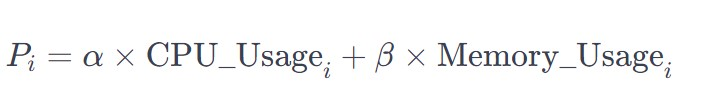 P_i = α × CPU_Usage_i + β × Memory_Usage_i